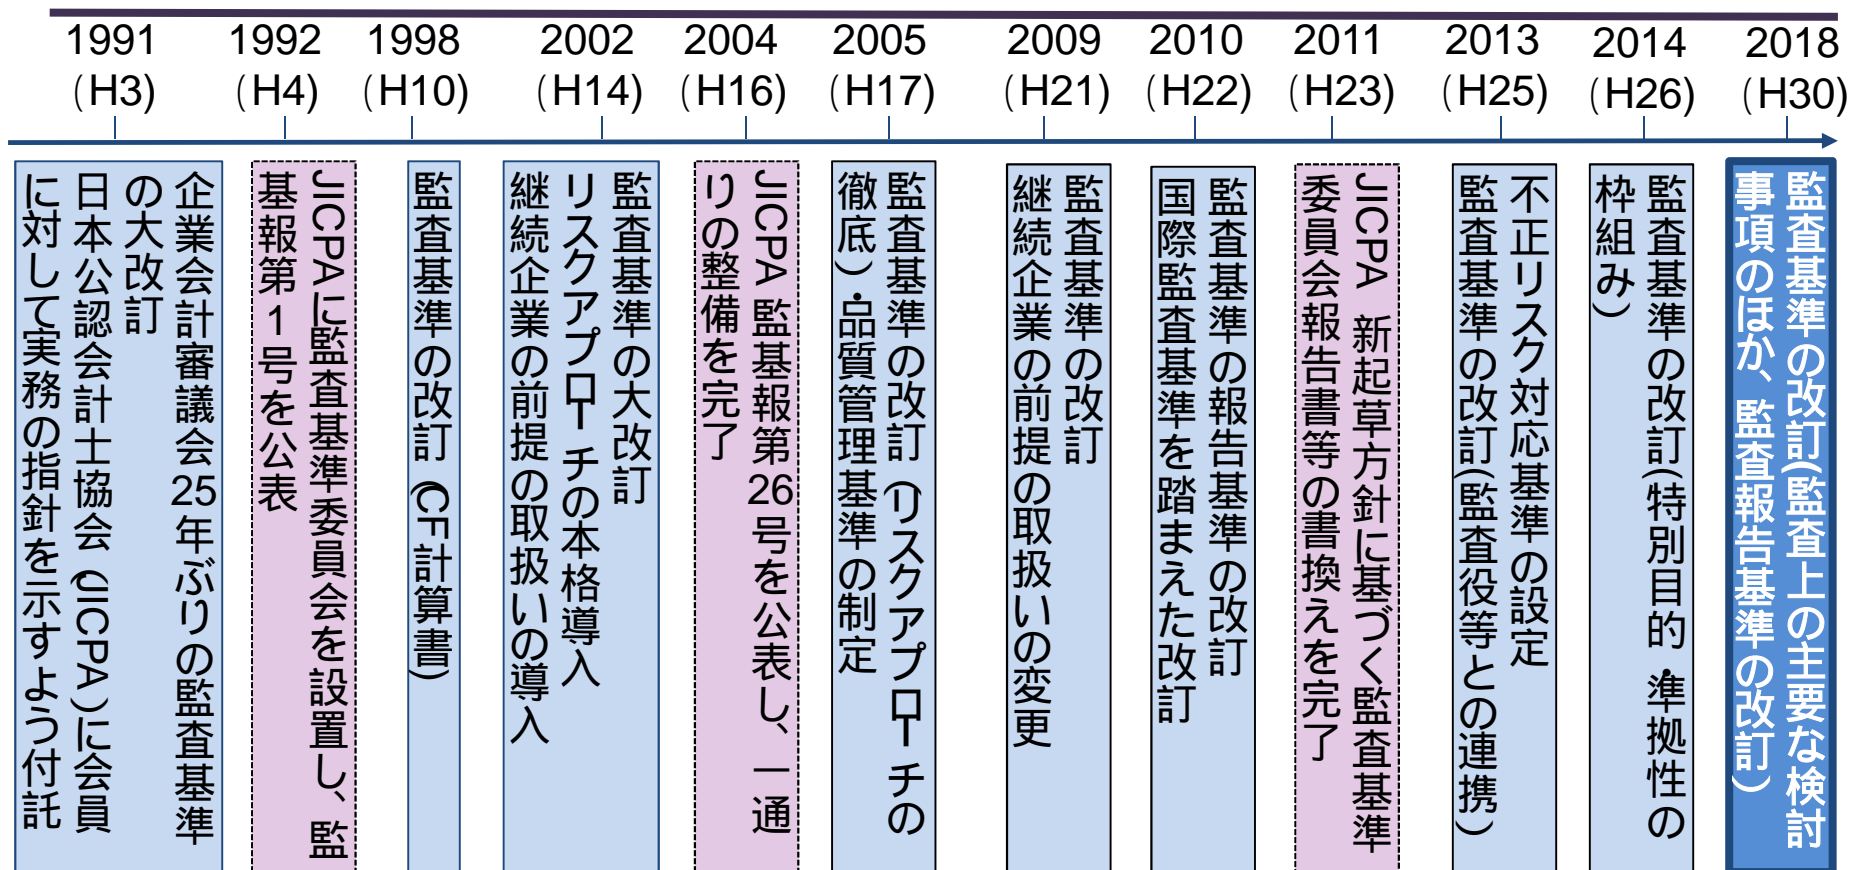 1991
(H3)
1992
(H4)
1998
(H10)
2002
(H14)
2004
(H16)
2005
(H17)
2009
(H21)
2010
(H22)
2011
(H23)
2013
(H25)
2014
(H26)
2018
(H30)
企業会計審議会25年ぶりの監査基準
の大改訂
日本公認会計士協会(JICPA)に会員
に対して実務の指針を示すよう付託
JICPAに監査基準委員会を設置し、監
基報第1号を公表
監査基準の改訂(CF計算書)
監査基準の大改訂
リスクアプローチの本格導入
継続企業の前提の取扱いの導入
JICPA 監基報第26号を公表し、一通
りの整備を完了
監査基準の改訂(リスクアプローチの
徹底)・品質管理基準の制定
監査基準の改訂
継続企業の前提の取扱いの変更
監査基準の報告基準の改訂
国際監査基準を踏まえた改訂
JICPA 新起草方針に基づく監査基準
委員会報告書等の書換えを完了
不正リスク対応基準の設定
監査基準の改訂(監査役等との連携)
監査基準の改訂(特別目的・準拠性の
枠組み)
監査基準の改訂(監査上の主要な検討
事項のほか、監査報告基準の改訂)